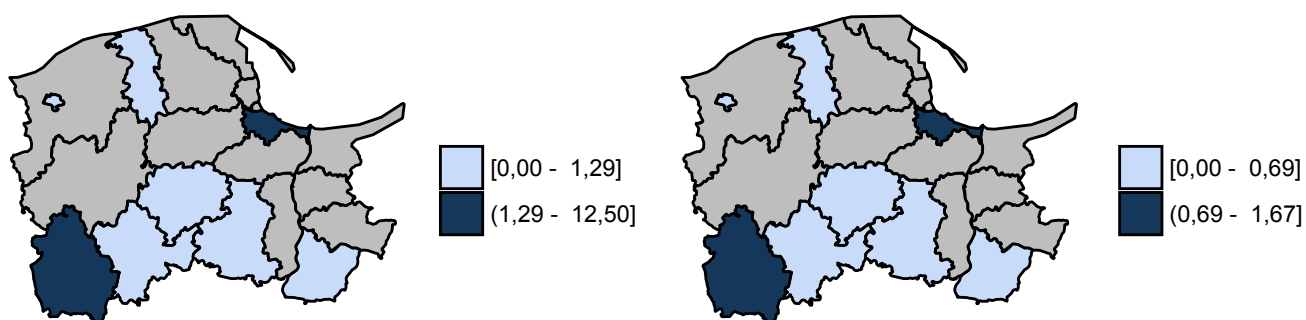 [0,00 - 1,29]
(1,29 - 12,50]
[0,00 - 0,69]
(0,69 - 1,67]